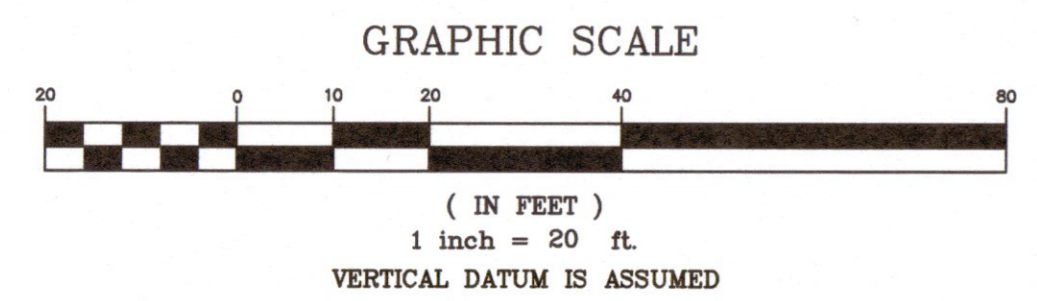 GRAPHIC SCALE
20 0 10 20 40 80
( IN FEET )
1 inch = 20 ft.
VERTICAL DATUM IS ASSUMED